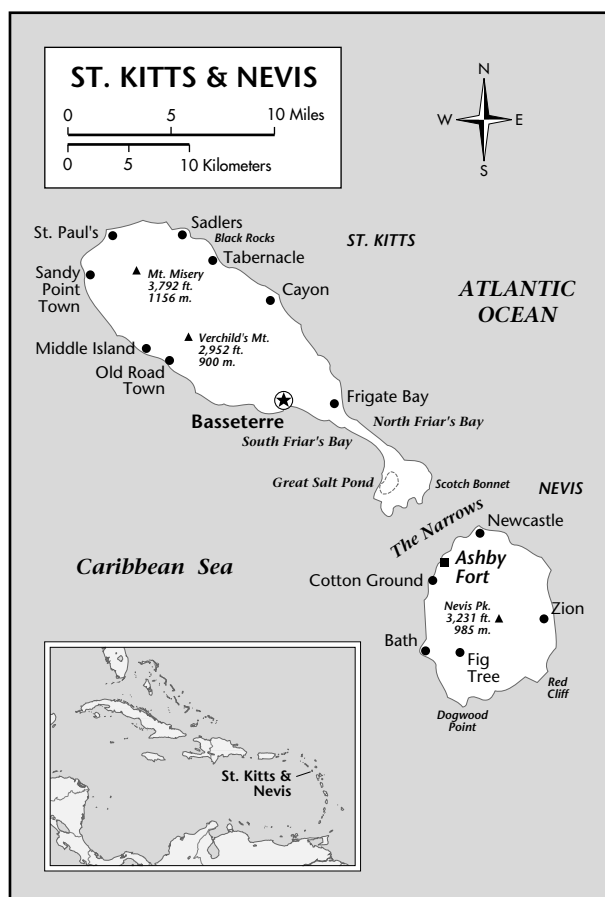 ST. KITTS & NEVIS
0 5 10 Miles
0 5 10 Kilometers
N
W E
S
St. Paul's
Sadlers
Black Rocks
ST. KITTS
Tabernacle
Sandy
Point
Town
Mt. Misery
3,792 ft.
1156 m.
Cayon
ATLANTIC
OCEAN
Verchild's Mt.
2,952 ft.
900 m.
Middle Island
Old Road
Town
Frigate Bay
Basseterre
North Friar's Bay
South Friar's Bay
Great Salt Pond
Scotch Bonnet
NEVIS
The Narrows
Newcastle
Ashby
Fort
Caribbean Sea
Cotton Ground
Nevis Pk.
3,231 ft.
985 m.
Zion
Bath
Fig
Tree
Red
Cliff
Dogwood
Point
St. Kitts &
Nevis